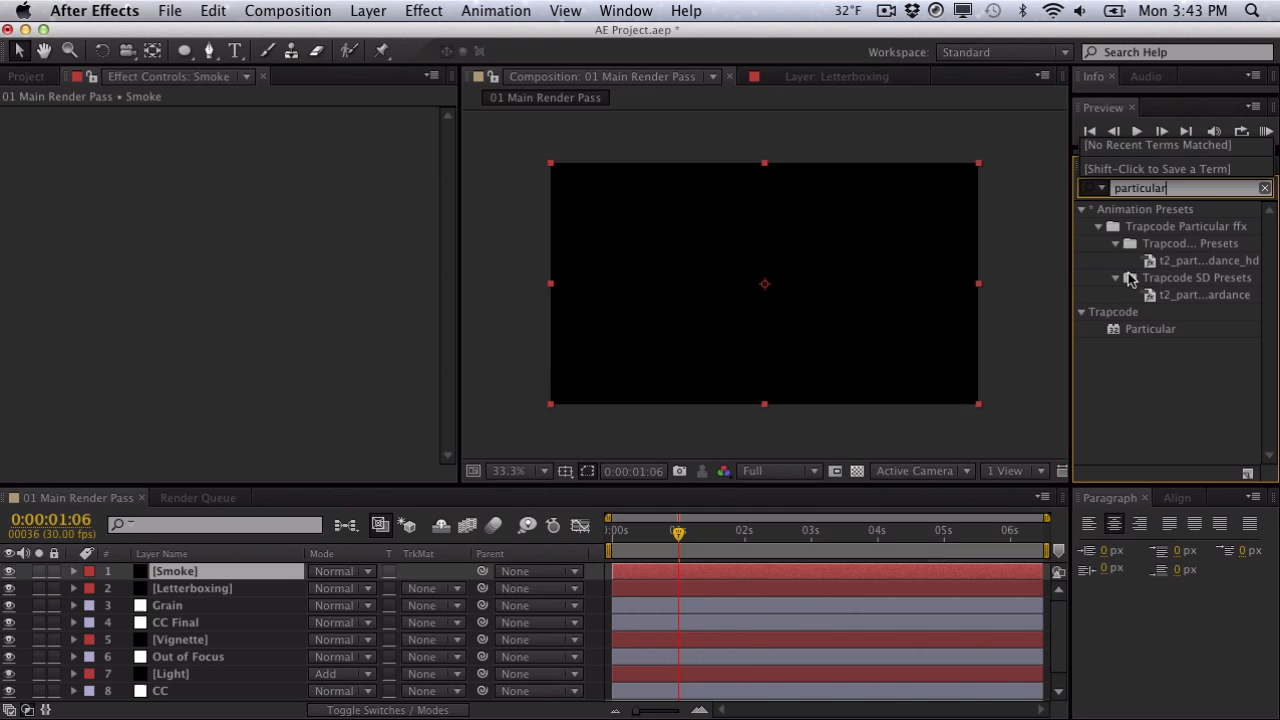 After Effects File Edit Composition Layer Effect Animation View Window Help 32°F Mon 3:43 PM
AE Project.aep *
Workspace: Standard Search Help
Project Effect Controls: Smoke Composition: 01 Main Render Pass Layer: Letterboxing Info Audio
01 Main Render Pass • Smoke
01 Main Render Pass
Preview
[No Recent Terms Matched]
[Shift-Click to Save a Term]
particular
* Animation Presets
Trapcode Particular ffx
Trapcod... Presets
t2_part...dance_hd
Trapcode SD Presets
t2_part...ardance
Trapcode
Particular
33.3% 0:00:01:06 Full Active Camera 1 View
01 Main Render Pass Render Queue Paragraph Align
0:00:01:06
00036 (30.00 fps)
:00s 02s 03s 04s 05s 06s
# Layer Name Mode T TrkMat Parent
0 px 0 px 0 px
0 px 0 px
1 [Smoke] Normal None
2 [Letterboxing] Normal None None
3 Grain Normal None None
4 CC Final Normal None None
5 [Vignette] Normal None None
6 Out of Focus Normal None None
7 [Light] Add None None
8 CC Normal None None
Toggle Switches / Modes